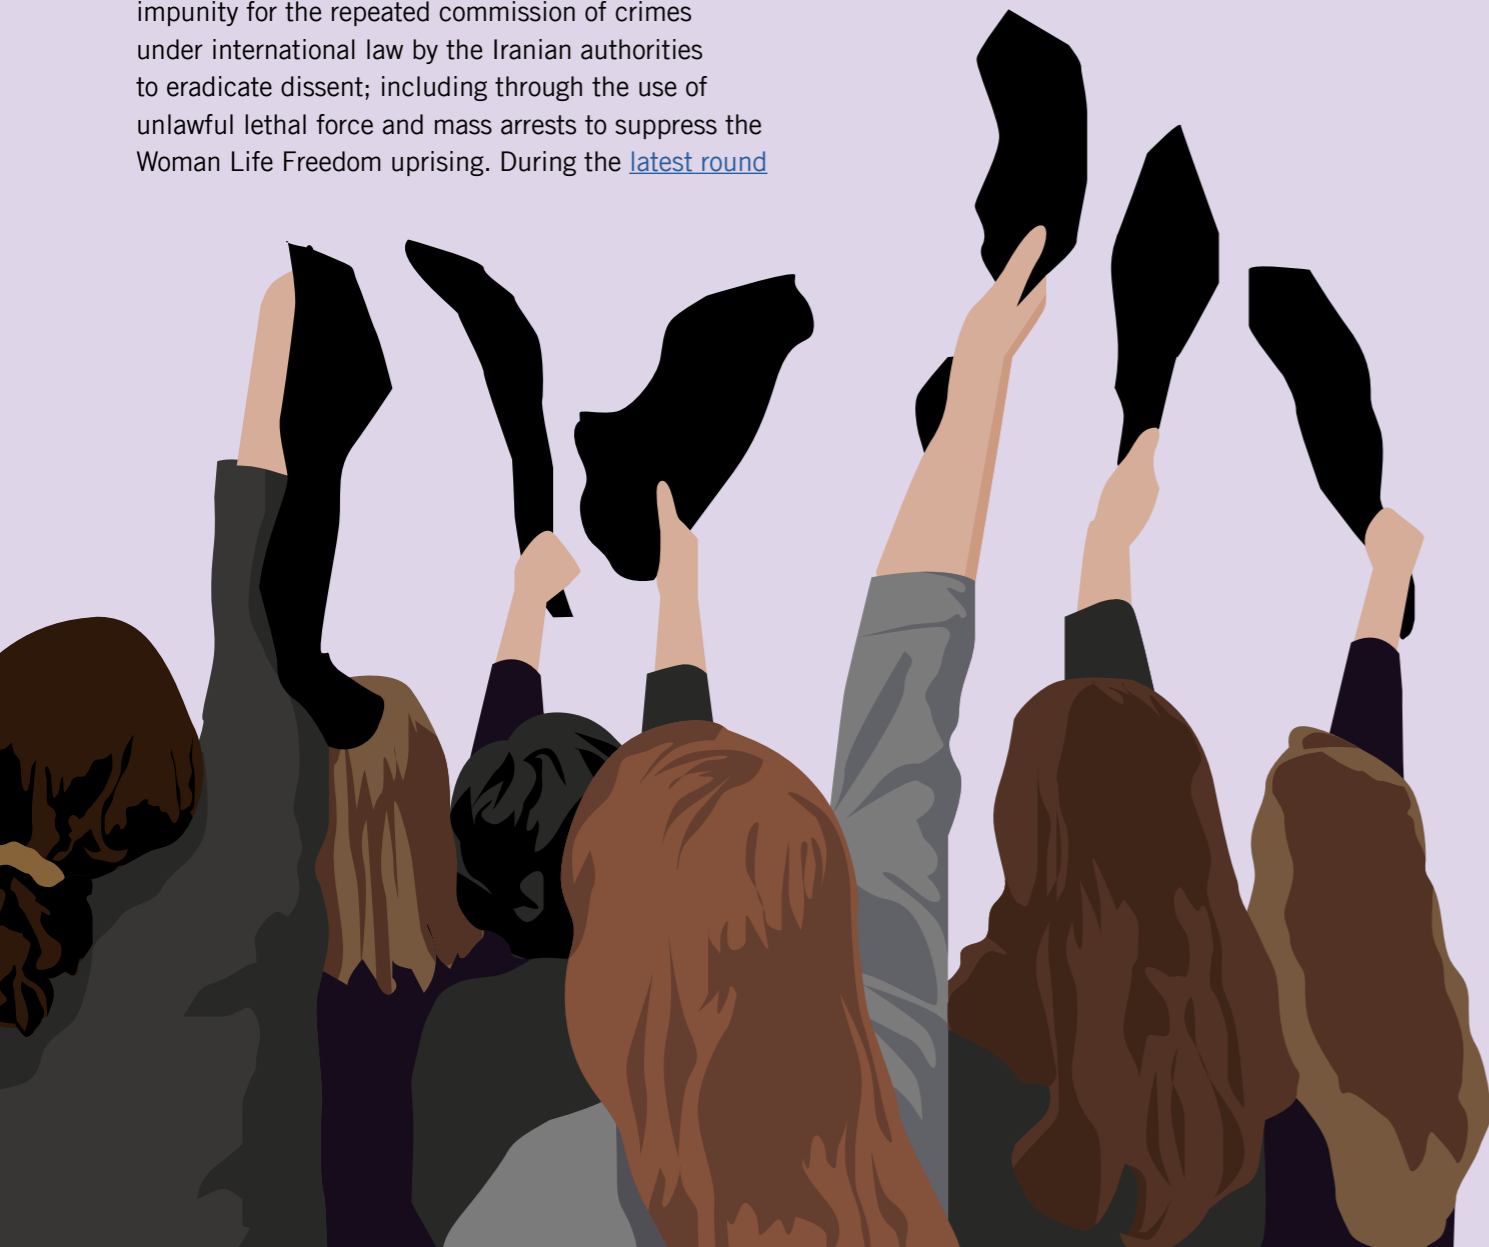 impunity for the repeated commission of crimes
under international law by the Iranian authorities
to eradicate dissent; including through the use of
unlawful lethal force and mass arrests to suppress the
Woman Life Freedom uprising. During the latest round